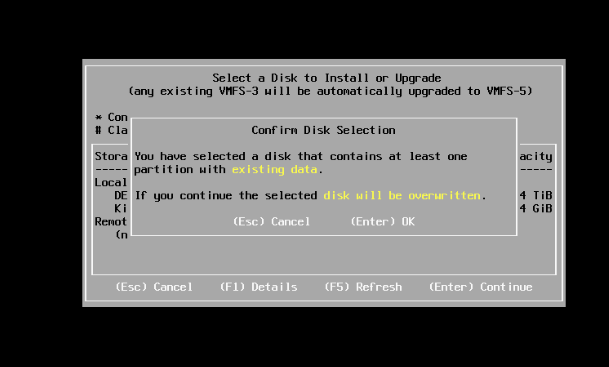 Select a Disk to Install or Upgrade
(any existing VMFS-3 will be automatically upgraded to VMFS-5)
* Con
# Cla
Confirm Disk Selection
Stora You have selected a disk that contains at least one acity
----- partition with existing data. -----
Local
DE If you continue the selected disk will be overwritten. 4 TiB
Ki 4 GiB
Remot (Esc) Cancel (Enter) OK
(n
(Esc) Cancel (F1) Details (F5) Refresh (Enter) Continue